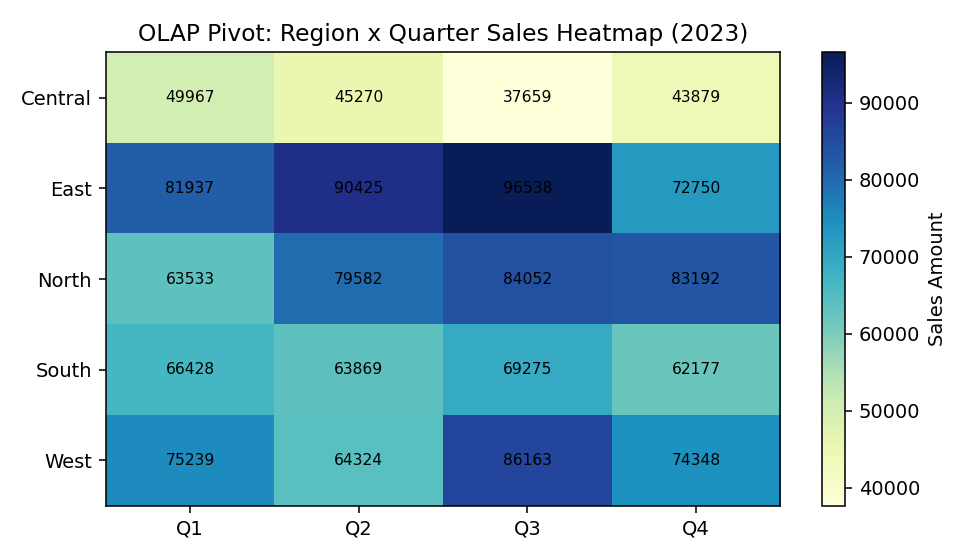 OLAP Pivot: Region x Quarter Sales Heatmap (2023)
Central 49967 45270 37659 43879
East 81937 90425 96538 72750
North 63533 79582 84052 83192
South 66428 63869 69275 62177
West 75239 64324 86163 74348
Q1 Q2 Q3 Q4
90000
80000
70000
60000
50000
40000
Sales Amount